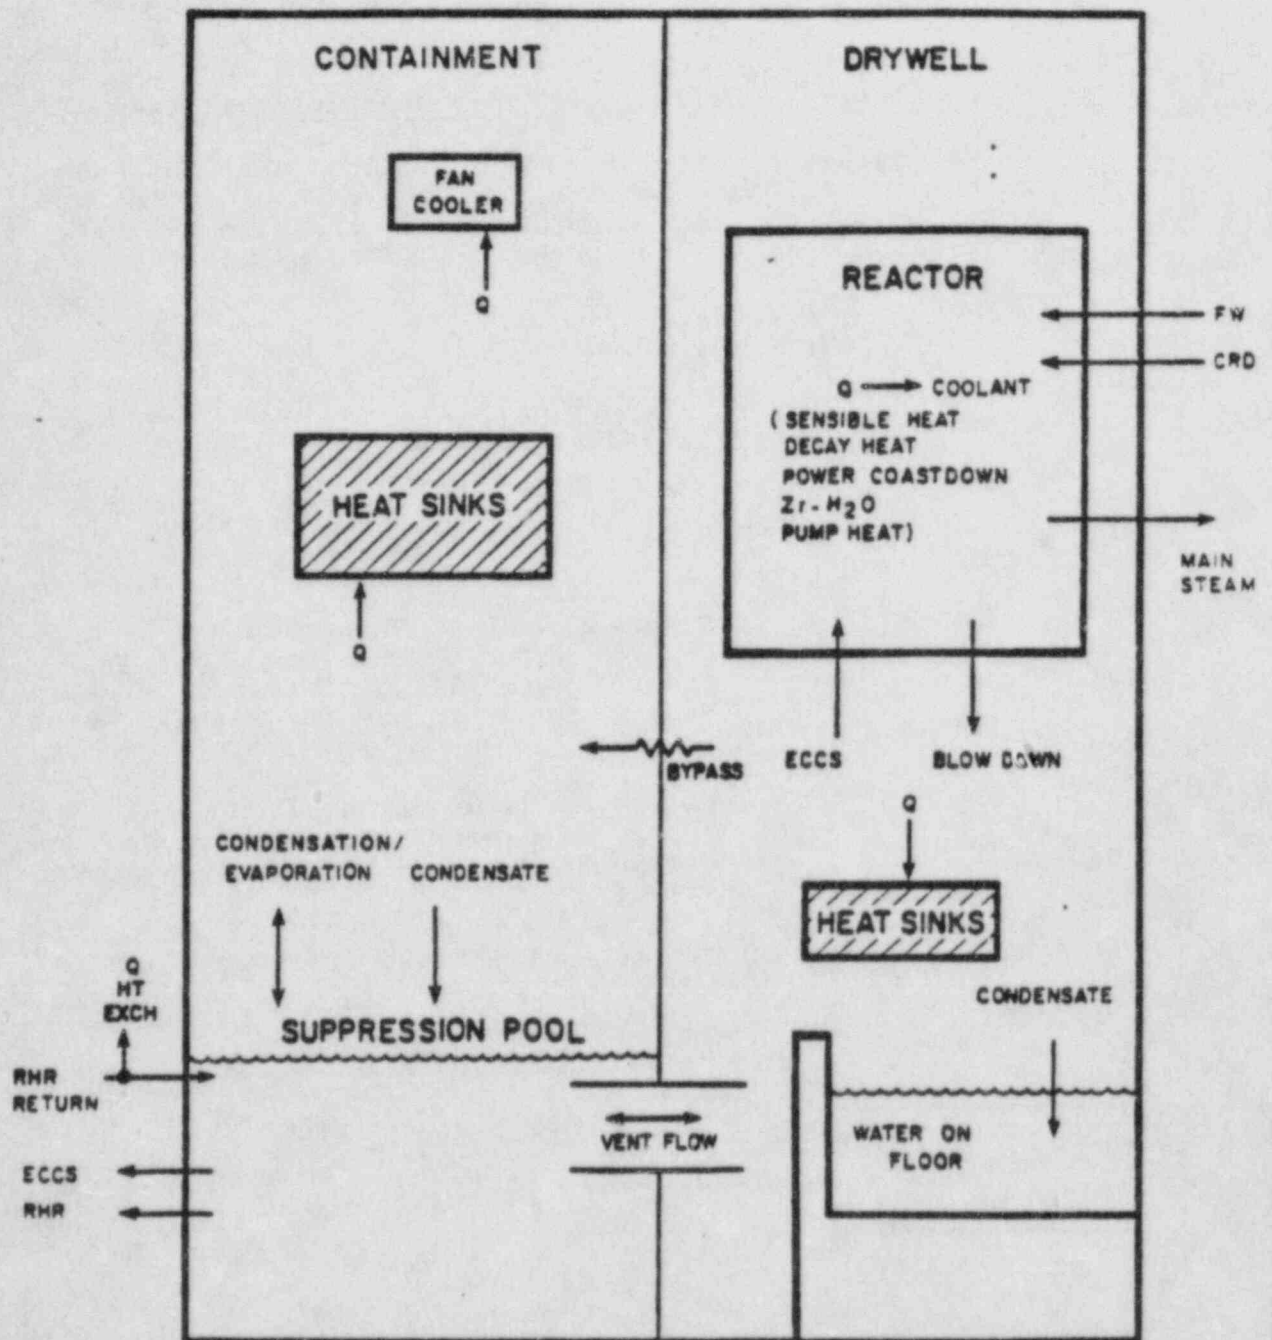 CONTAINMENT
DRYWELL
FAN
COOLER
Q
REACTOR
FW
CRD
Q COOLANT
(SENSIBLE HEAT
DECAY HEAT
POWER COASTDOWN
Zr-H2O
PUMP HEAT)
MAIN
STEAM
HEAT SINKS
Q
BYPASS
ECCS
BLOW DOWN
Q
HEAT SINKS
CONDENSATION/
EVAPORATION
CONDENSATE
SUPPRESSION POOL
Q
HT
EXCH
RHR
RETURN
ECCS
RHR
VENT FLOW
CONDENSATE
WATER ON
FLOOR